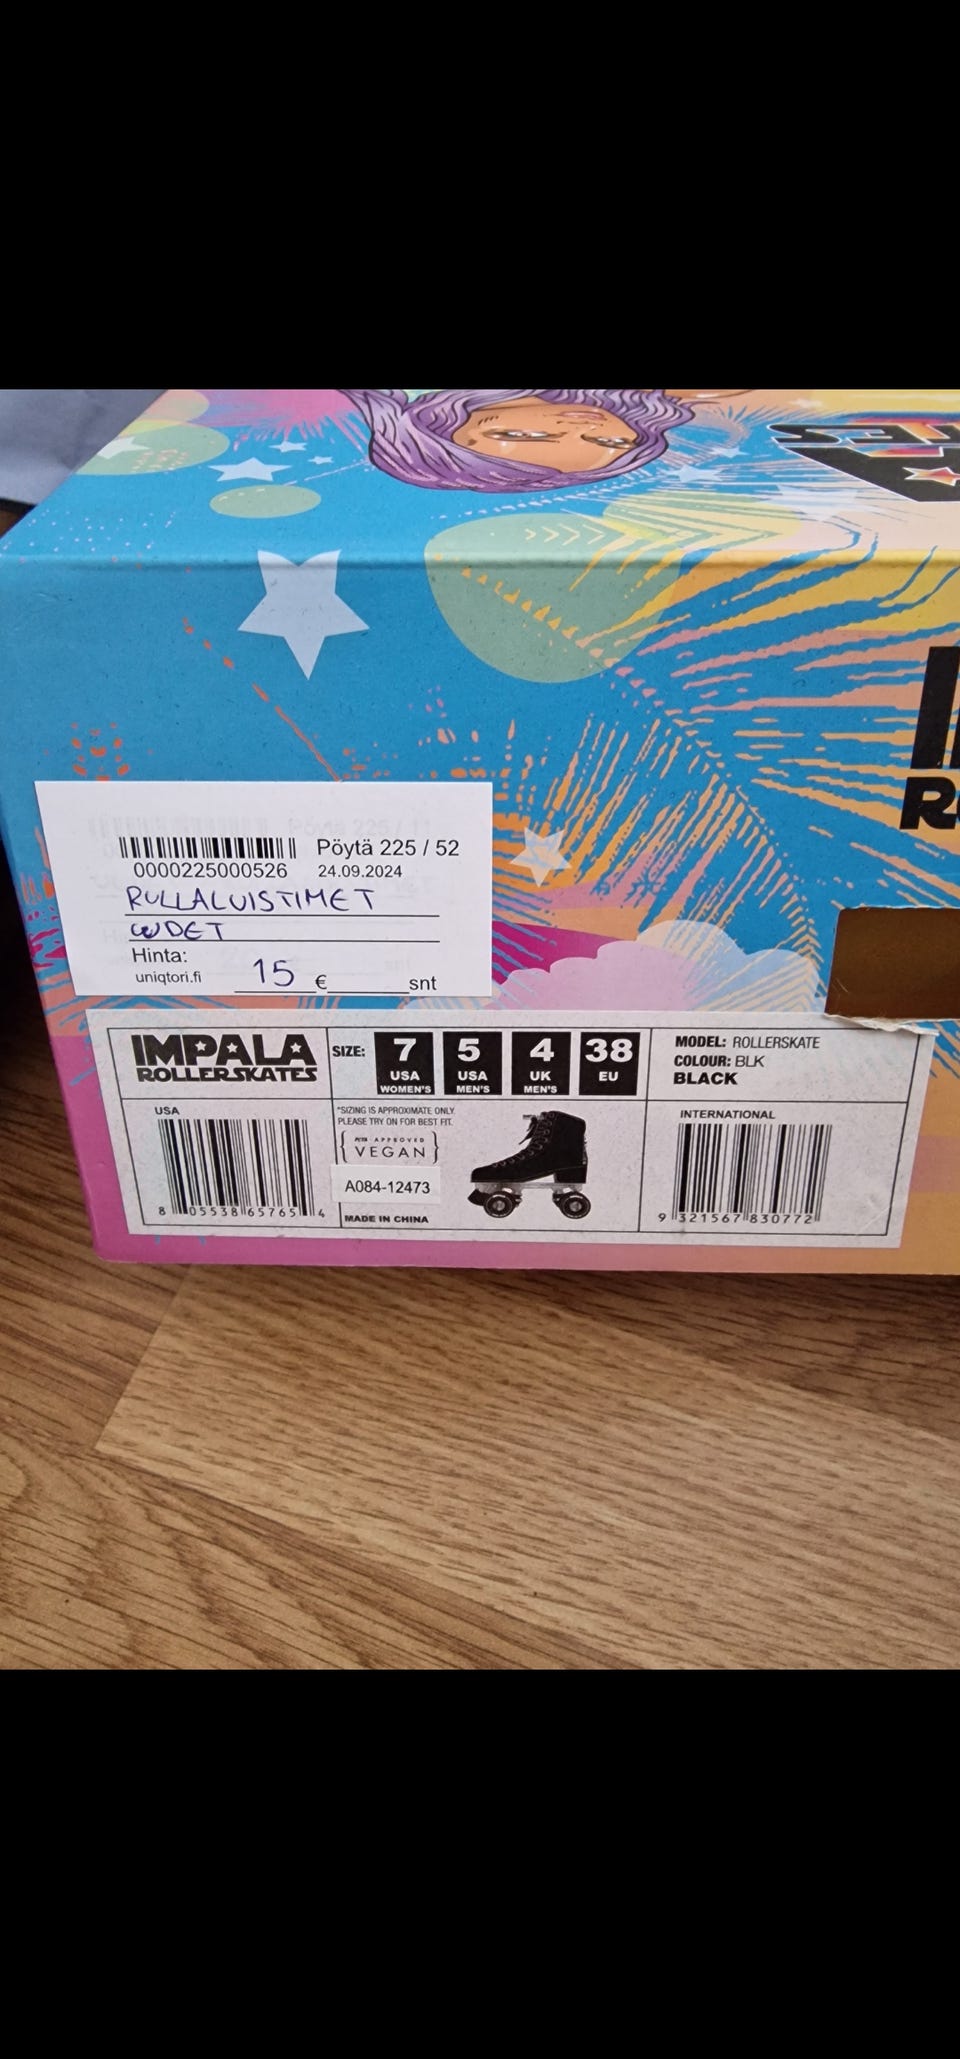 Pöytä 225 / 52
0000225000526 24.09.2024
RULLALUISTIMET
UUDET
Hinta:
uniqtori.fi 15 € snt
IMPALA
ROLLERSKATES
SIZE:
7
USA
WOMEN'S
5
USA
MEN'S
4
UK
MEN'S
38
EU
MODEL: ROLLERSKATE
COLOUR: BLK
BLACK
USA
8 05538 65765 4
*SIZING IS APPROXIMATE ONLY.
PLEASE TRY ON FOR BEST FIT.
PETA APPROVED
VEGAN
A084-12473
MADE IN CHINA
INTERNATIONAL
9 321567 830772